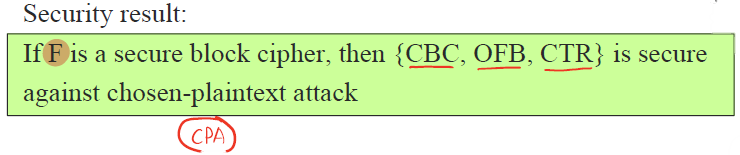 Security result:
If F is a secure block cipher, then {CBC, OFB, CTR} is secure
against chosen-plaintext attack
CPA